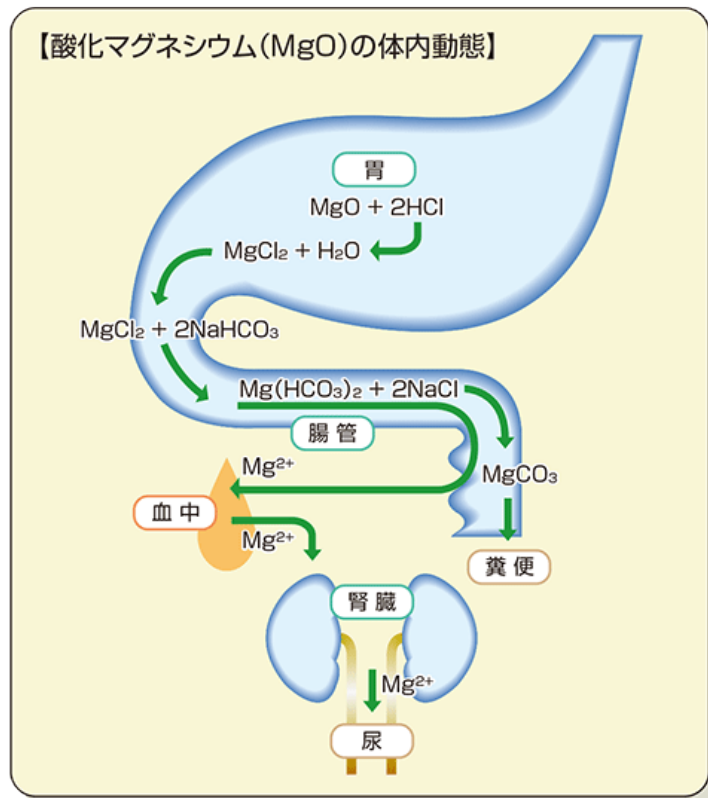 【酸化マグネシウム(MgO)の体内動態】
胃
MgO + 2HCl
MgCl₂ + H₂O
MgCl₂ + 2NaHCO₃
Mg(HCO₃)₂ + 2NaCl
腸管
Mg²⁺
MgCO₃
血中
Mg²⁺
糞便
腎臓
Mg²⁺
尿